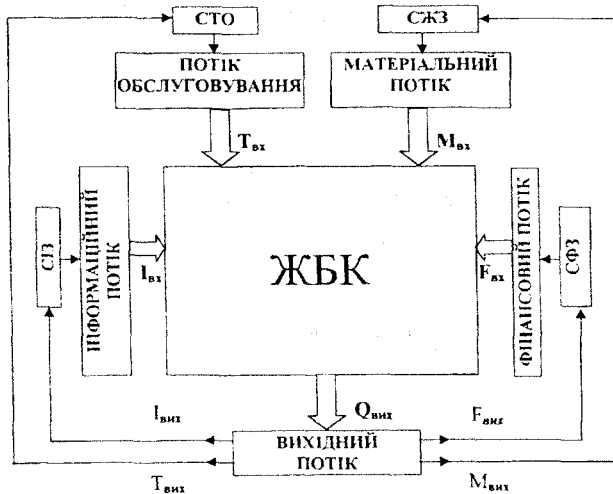 СТО
СЖЗ
ПОТІК
ОБСЛУГОВУВАННЯ
МАТЕРІАЛЬНИЙ
ПОТІК
Tвх
Mвх
СІЗ
ІНФОРМАЦІЙНИЙ
ПОТІК
Iвх
ЖБК
Fвх
ФІНАНСОВИЙ ПОТІК
СФЗ
Qвих
Iвих
Fвих
ВИХІДНИЙ
ПОТІК
Tвих
Mвих